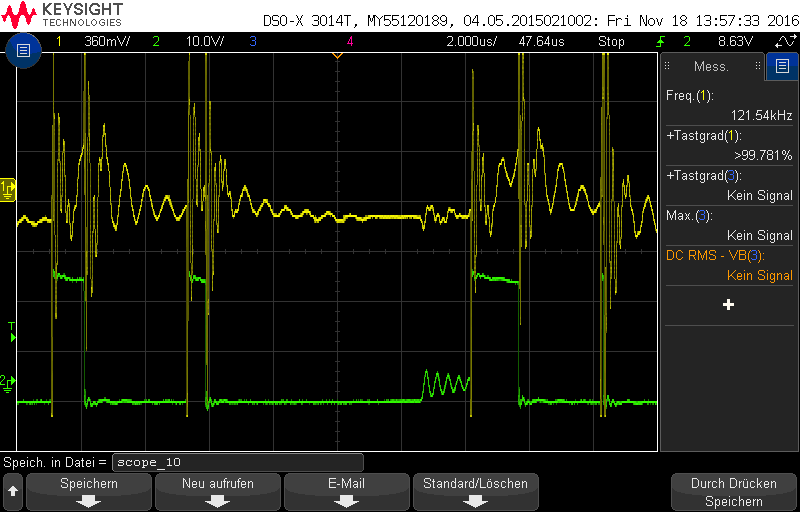 KEYSIGHT
TECHNOLOGIES
DSO-X 3014T, MY55120189, 04.05.2015021002: Fri Nov 18 13:57:33 2016
1 360mV/ 2 10.0V/ 3 4 2.000us/ 47.64us Stop 2 8.63V
Mess.
Freq.(1):
121.54kHz
+Tastgrad(1):
>99.781%
+Tastgrad(3):
Kein Signal
Max.(3):
Kein Signal
DC RMS - VB(3):
Kein Signal
1
T
2
Speich. in Datei = scope_10
Speichern
Neu aufrufen
E-Mail
Standard/Löschen
Durch Drücken
Speichern